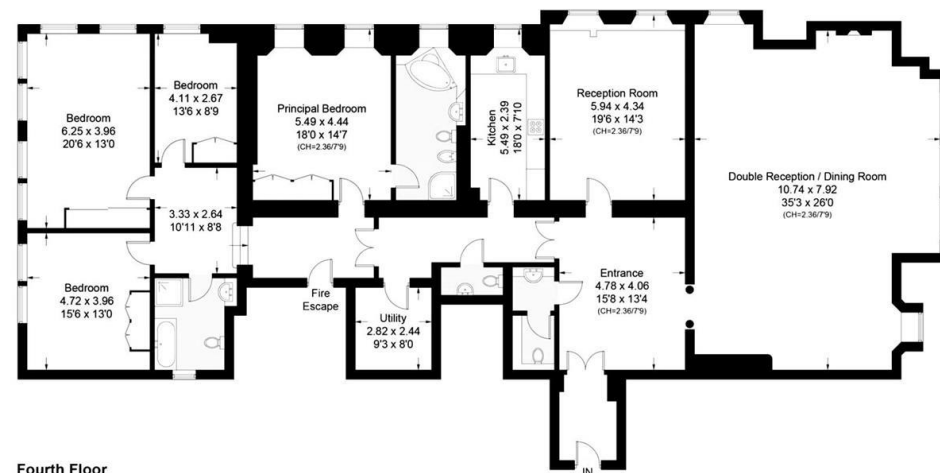 Bedroom
6.25 x 3.96
20'6 x 13'0
Bedroom
4.11 x 2.67
13'6 x 8'9
Principal Bedroom
5.49 x 4.44
18'0 x 14'7
(CH=2.36/7'9)
Kitchen
5.49 x 2.39
18'0 x 7'10
Reception Room
5.94 x 4.34
19'6 x 14'3
(CH=2.36/7'9)
Double Reception / Dining Room
10.74 x 7.92
35'3 x 26'0
(CH=2.36/7'9)
3.33 x 2.64
10'11 x 8'8
Bedroom
4.72 x 3.96
15'6 x 13'0
Fire
Escape
Utility
2.82 x 2.44
9'3 x 8'0
Entrance
4.78 x 4.06
15'8 x 13'4
(CH=2.36/7'9)
IN
Fourth Floor